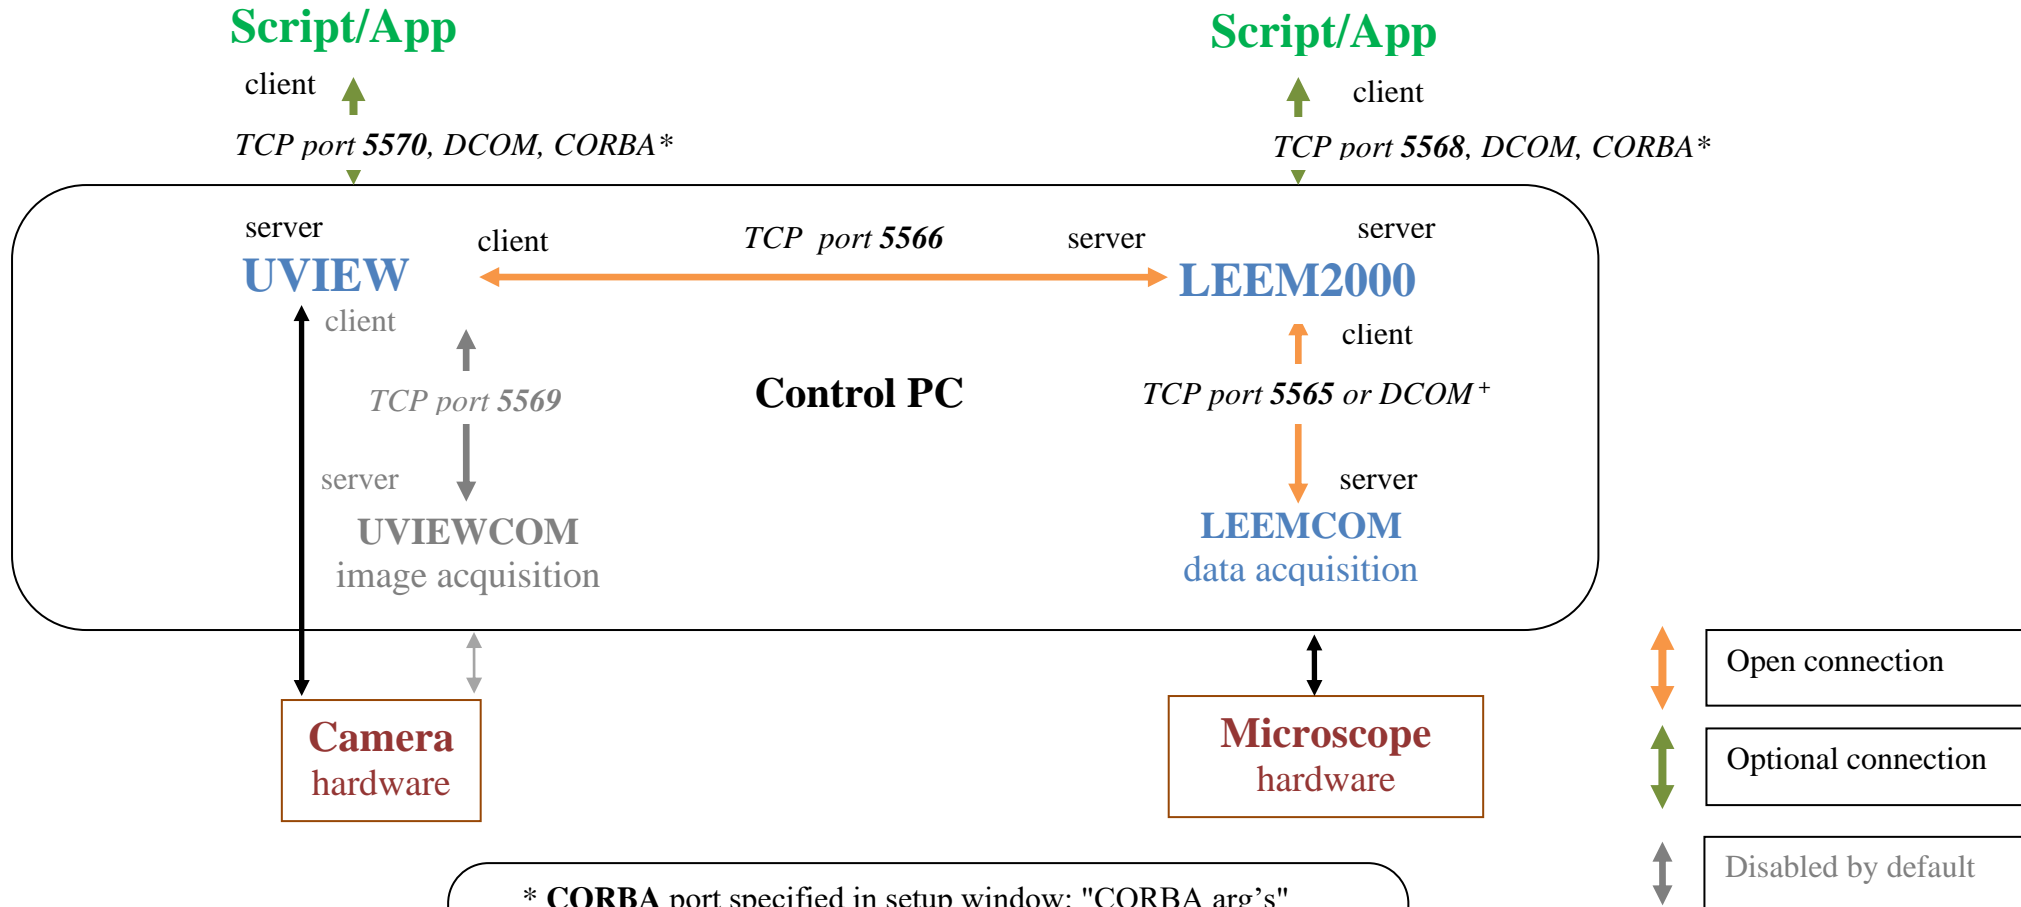 Script/App
Script/App
client
client
TCP port 5570, DCOM, CORBA*
TCP port 5568, DCOM, CORBA*
server
client
TCP port 5566
server
server
UVIEW
LEEM2000
client
client
TCP port 5569
Control PC
TCP port 5565 or DCOM +
server
server
UVIEWCOM
image acquisition
LEEMCOM
data acquisition
Camera
hardware
Microscope
hardware
Open connection
Optional connection
Disabled by default
* CORBA port specified in setup window: "CORBA arg's"